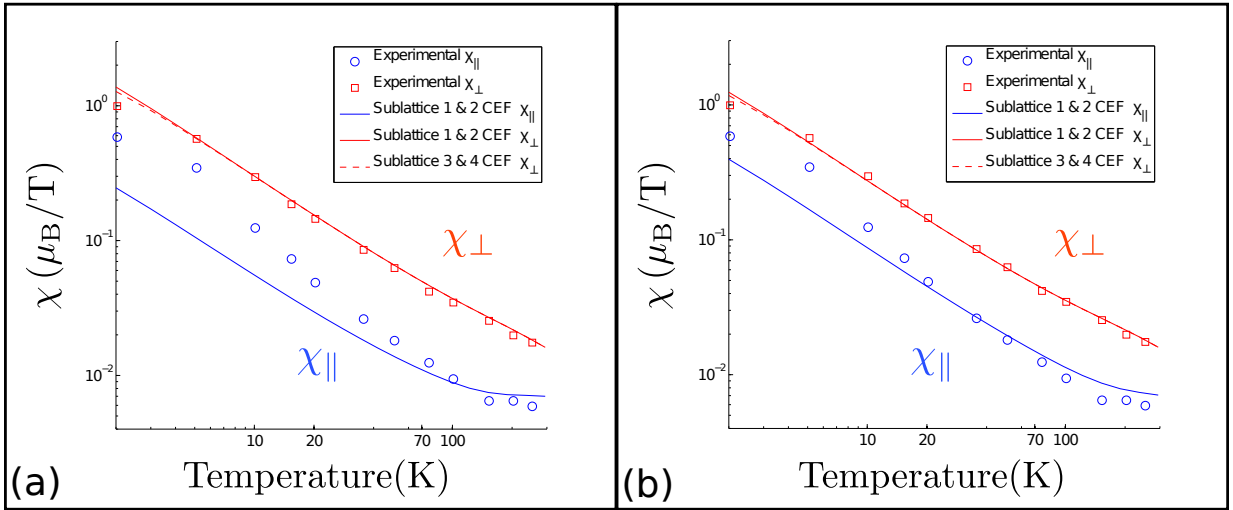 Experimental χ||
Experimental χ⊥
Sublattice 1 & 2 CEF χ||
Sublattice 1 & 2 CEF χ⊥
Sublattice 3 & 4 CEF χ⊥
10⁰
10⁻¹
10⁻²
χ (μB/T)
χ⊥
χ||
10 20 70 100
Temperature(K)
(a)
Experimental χ||
Experimental χ⊥
Sublattice 1 & 2 CEF χ||
Sublattice 1 & 2 CEF χ⊥
Sublattice 3 & 4 CEF χ⊥
10⁰
10⁻¹
10⁻²
χ (μB/T)
χ⊥
χ||
10 20 70 100
Temperature(K)
(b)